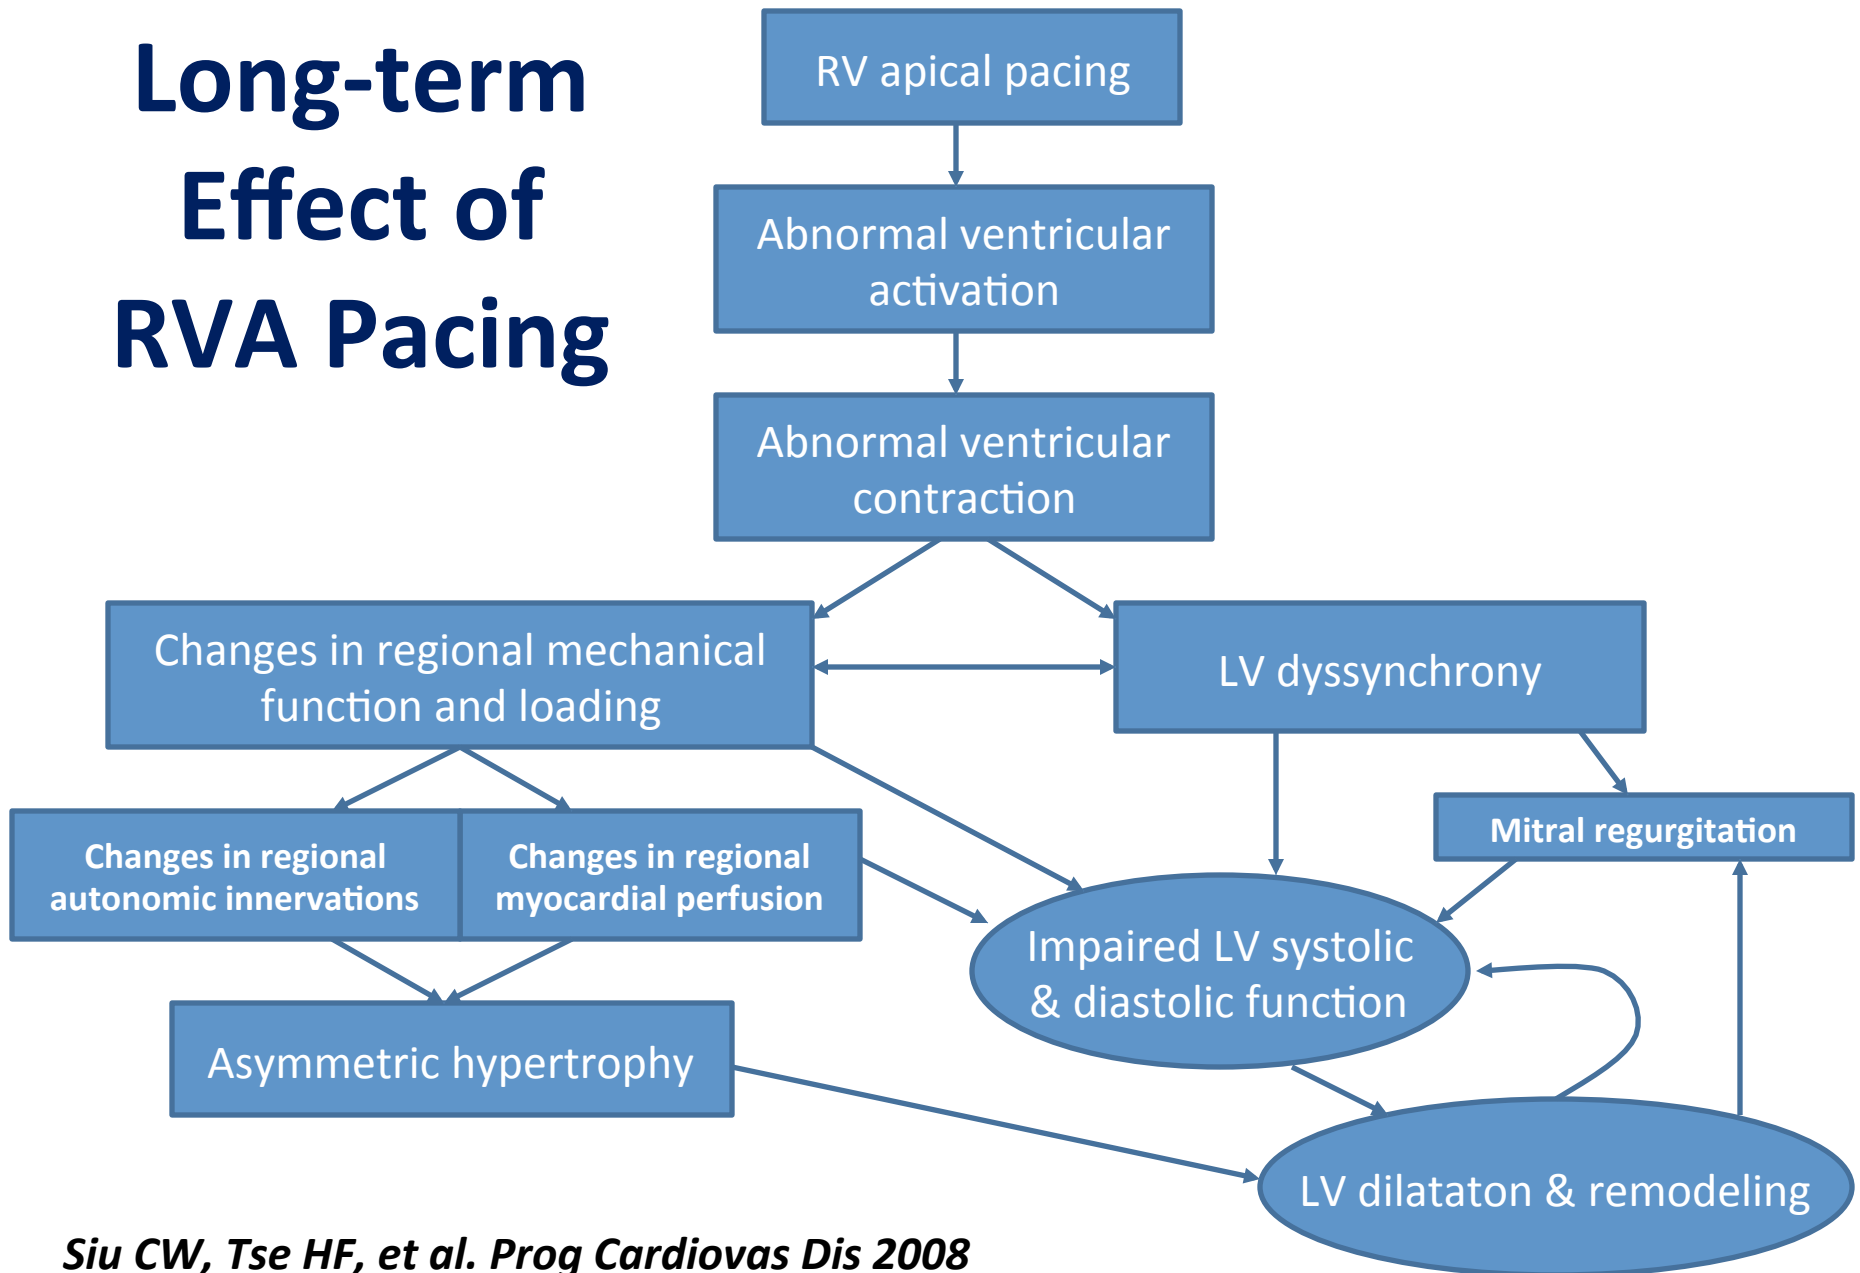 Long-term
Effect of
RVA Pacing
RV apical pacing
Abnormal ventricular
activation
Abnormal ventricular
contraction
Changes in regional mechanical
function and loading
LV dyssynchrony
Changes in regional
autonomic innervations
Changes in regional
myocardial perfusion
Mitral regurgitation
Impaired LV systolic
& diastolic function
Asymmetric hypertrophy
LV dilataton & remodeling
Siu CW, Tse HF, et al. Prog Cardiovas Dis 2008